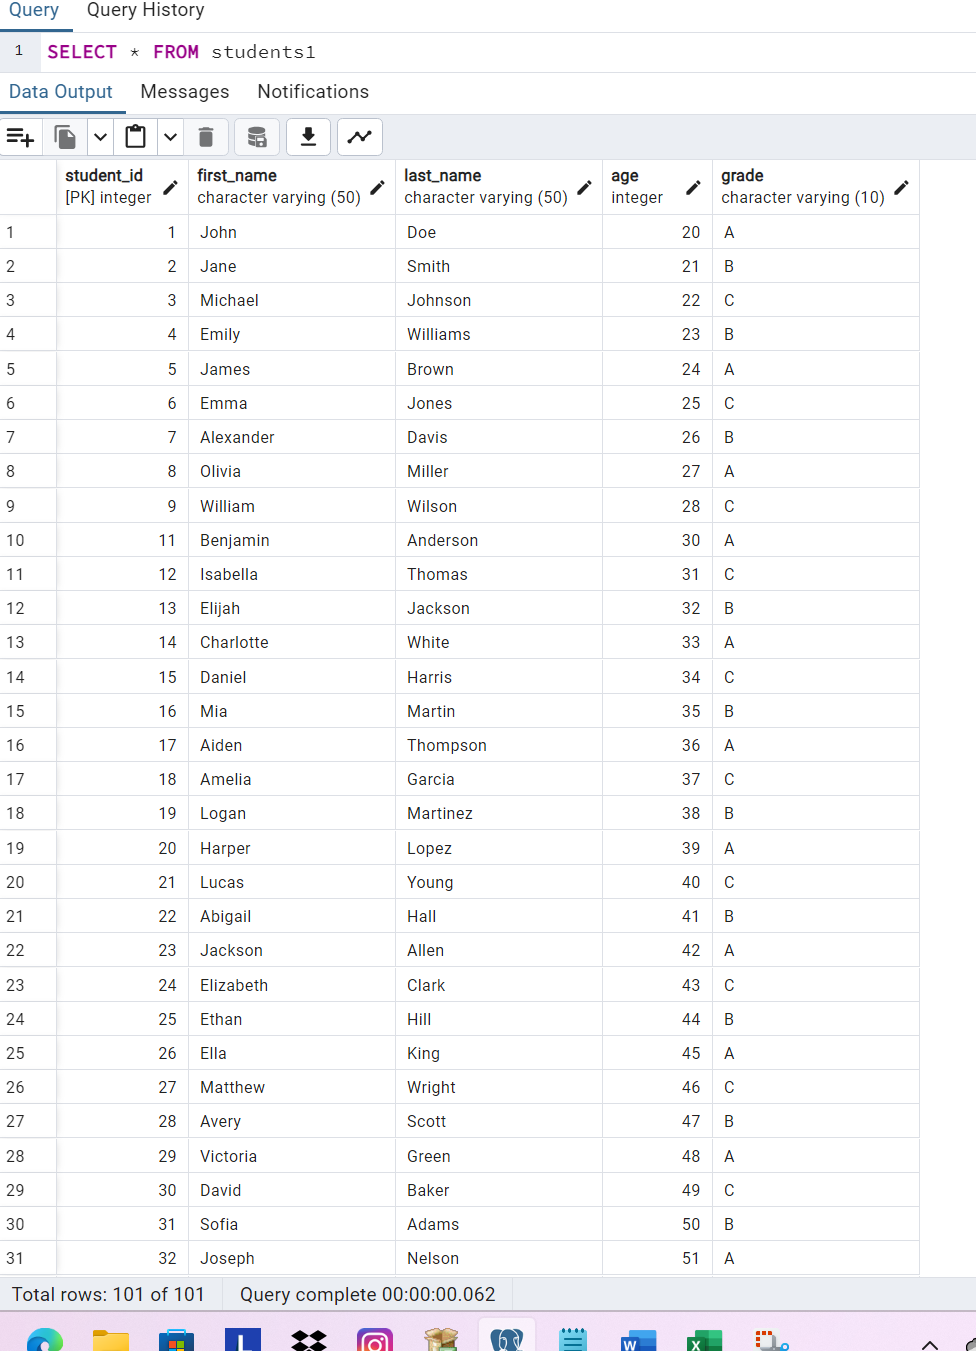 Query Query History
1 SELECT * FROM students1
Data Output Messages Notifications
student_id first_name last_name age grade
[PK] integer character varying (50) character varying (50) integer character varying (10)
1 1 John Doe 20 A
2 2 Jane Smith 21 B
3 3 Michael Johnson 22 C
4 4 Emily Williams 23 B
5 5 James Brown 24 A
6 6 Emma Jones 25 C
7 7 Alexander Davis 26 B
8 8 Olivia Miller 27 A
9 9 William Wilson 28 C
10 11 Benjamin Anderson 30 A
11 12 Isabella Thomas 31 C
12 13 Elijah Jackson 32 B
13 14 Charlotte White 33 A
14 15 Daniel Harris 34 C
15 16 Mia Martin 35 B
16 17 Aiden Thompson 36 A
17 18 Amelia Garcia 37 C
18 19 Logan Martinez 38 B
19 20 Harper Lopez 39 A
20 21 Lucas Young 40 C
21 22 Abigail Hall 41 B
22 23 Jackson Allen 42 A
23 24 Elizabeth Clark 43 C
24 25 Ethan Hill 44 B
25 26 Ella King 45 A
26 27 Matthew Wright 46 C
27 28 Avery Scott 47 B
28 29 Victoria Green 48 A
29 30 David Baker 49 C
30 31 Sofia Adams 50 B
31 32 Joseph Nelson 51 A
Total rows: 101 of 101 Query complete 00:00:00.062
L W X